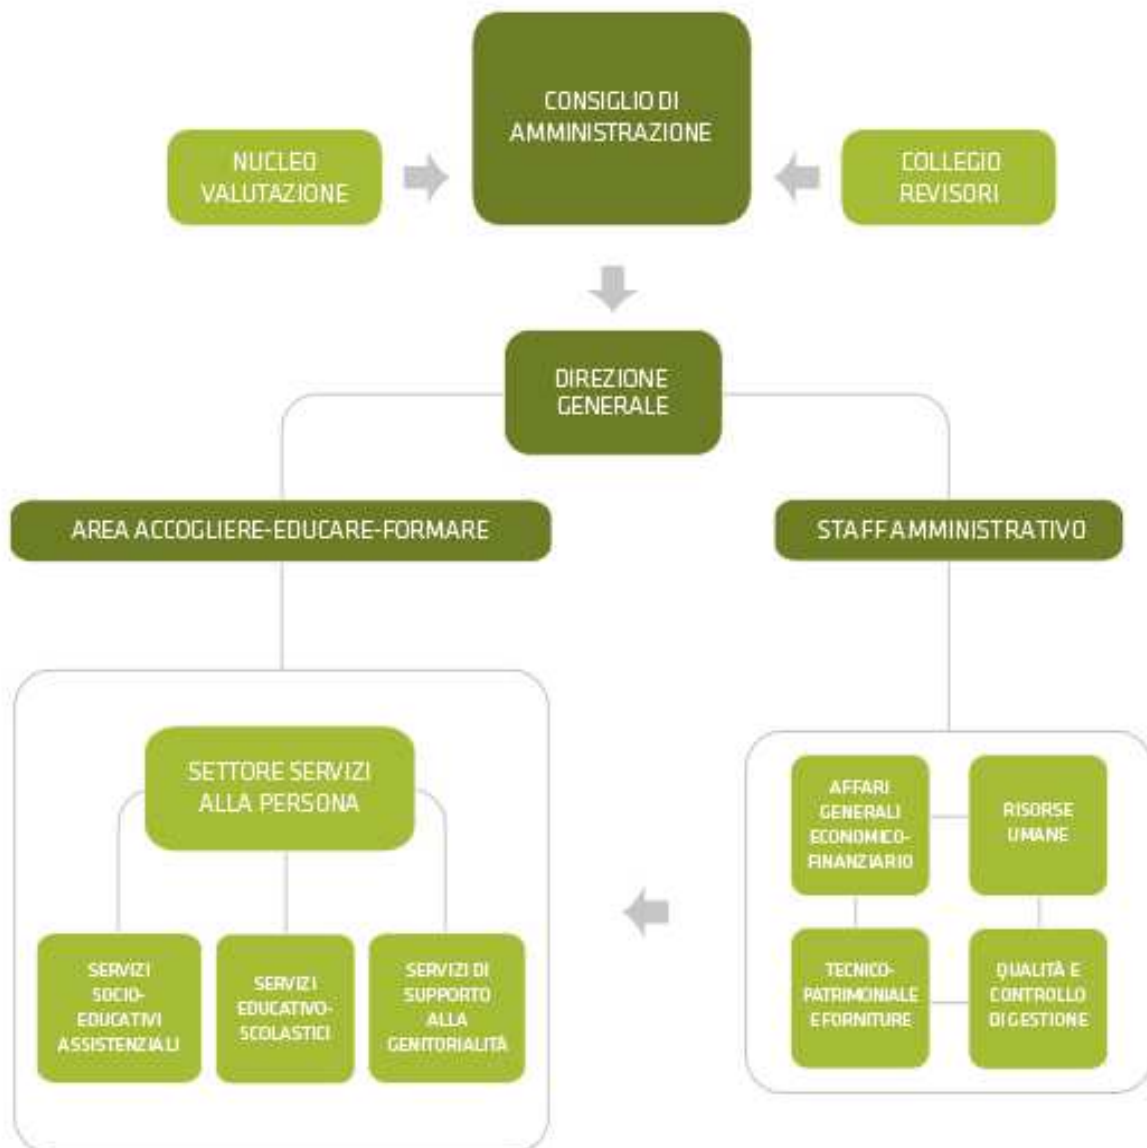 CONSIGLIO DI
AMMINISTRAZIONE
NUCLEO
VALUTAZIONE
COLLEGIO
REVISORI
DIREZIONE
GENERALE
AREA ACCOGLIERE-EDUCARE-FORMARE
STAFF AMMINISTRATIVO
SETTORE SERVIZI
ALLA PERSONA
SERVIZI
SOCIO-
EDUCATIVI
ASSISTENZIALI
SERVIZI
EDUCATIVO-
SCOLASTICI
SERVIZI DI
SUPPORTO
ALLA
GENITORIALITÀ
AFFARI
GENERALI
ECONOMICO-
FINANZIARIO
RISORSE
UMANE
TECNICO-
PATRIMONIALE
E FORNITURE
QUALITÀ E
CONTROLLO
DI GESTIONE